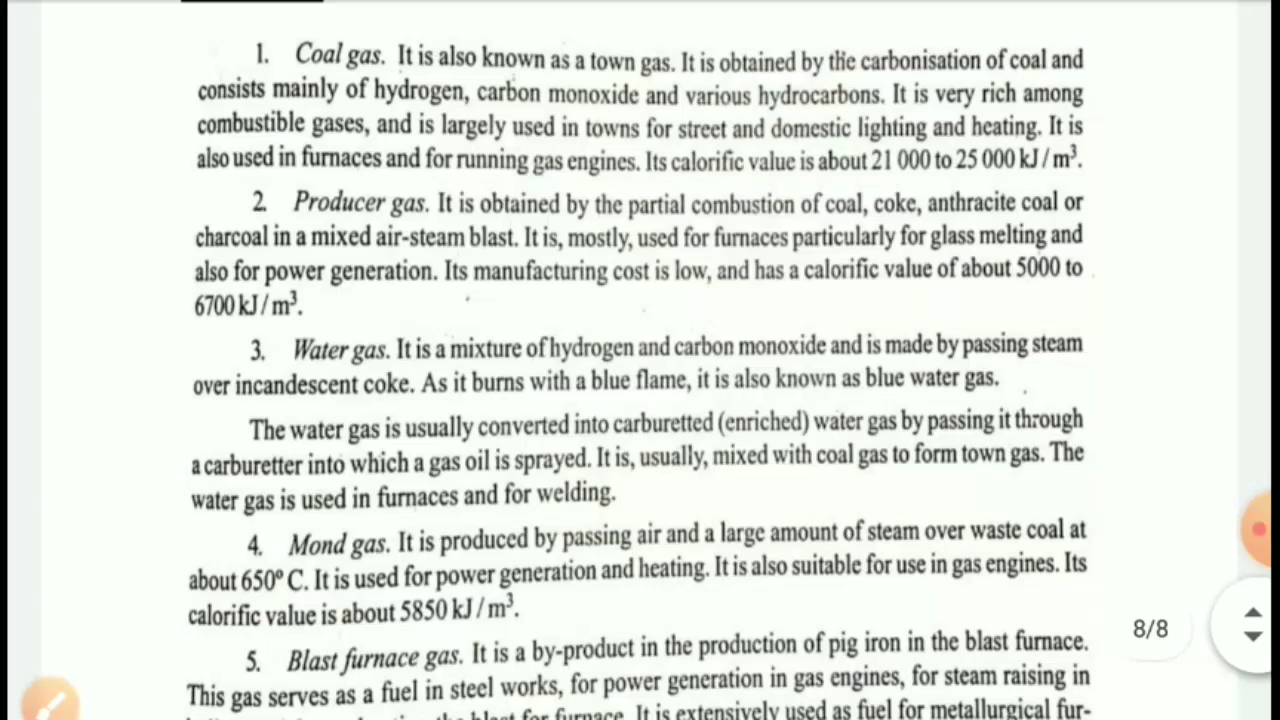 1. Coal gas. It is also known as a town gas. It is obtained by the carbonisation of coal and
consists mainly of hydrogen, carbon monoxide and various hydrocarbons. It is very rich among
combustible gases, and is largely used in towns for street and domestic lighting and heating. It is
also used in furnaces and for running gas engines. Its calorific value is about 21 000 to 25 000 kJ / m³.
2. Producer gas. It is obtained by the partial combustion of coal, coke, anthracite coal or
charcoal in a mixed air-steam blast. It is, mostly, used for furnaces particularly for glass melting and
also for power generation. Its manufacturing cost is low, and has a calorific value of about 5000 to
6700 kJ / m³.
3. Water gas. It is a mixture of hydrogen and carbon monoxide and is made by passing steam
over incandescent coke. As it burns with a blue flame, it is also known as blue water gas.
The water gas is usually converted into carburetted (enriched) water gas by passing it through
a carburetter into which a gas oil is sprayed. It is, usually, mixed with coal gas to form town gas. The
water gas is used in furnaces and for welding.
4. Mond gas. It is produced by passing air and a large amount of steam over waste coal at
about 650° C. It is used for power generation and heating. It is also suitable for use in gas engines. Its
calorific value is about 5850 kJ / m³.
8/8
5. Blast furnace gas. It is a by-product in the production of pig iron in the blast furnace.
This gas serves as a fuel in steel works, for power generation in gas engines, for steam raising in
the blast for furnace. It is extensively used as fuel for metallurgical fur-